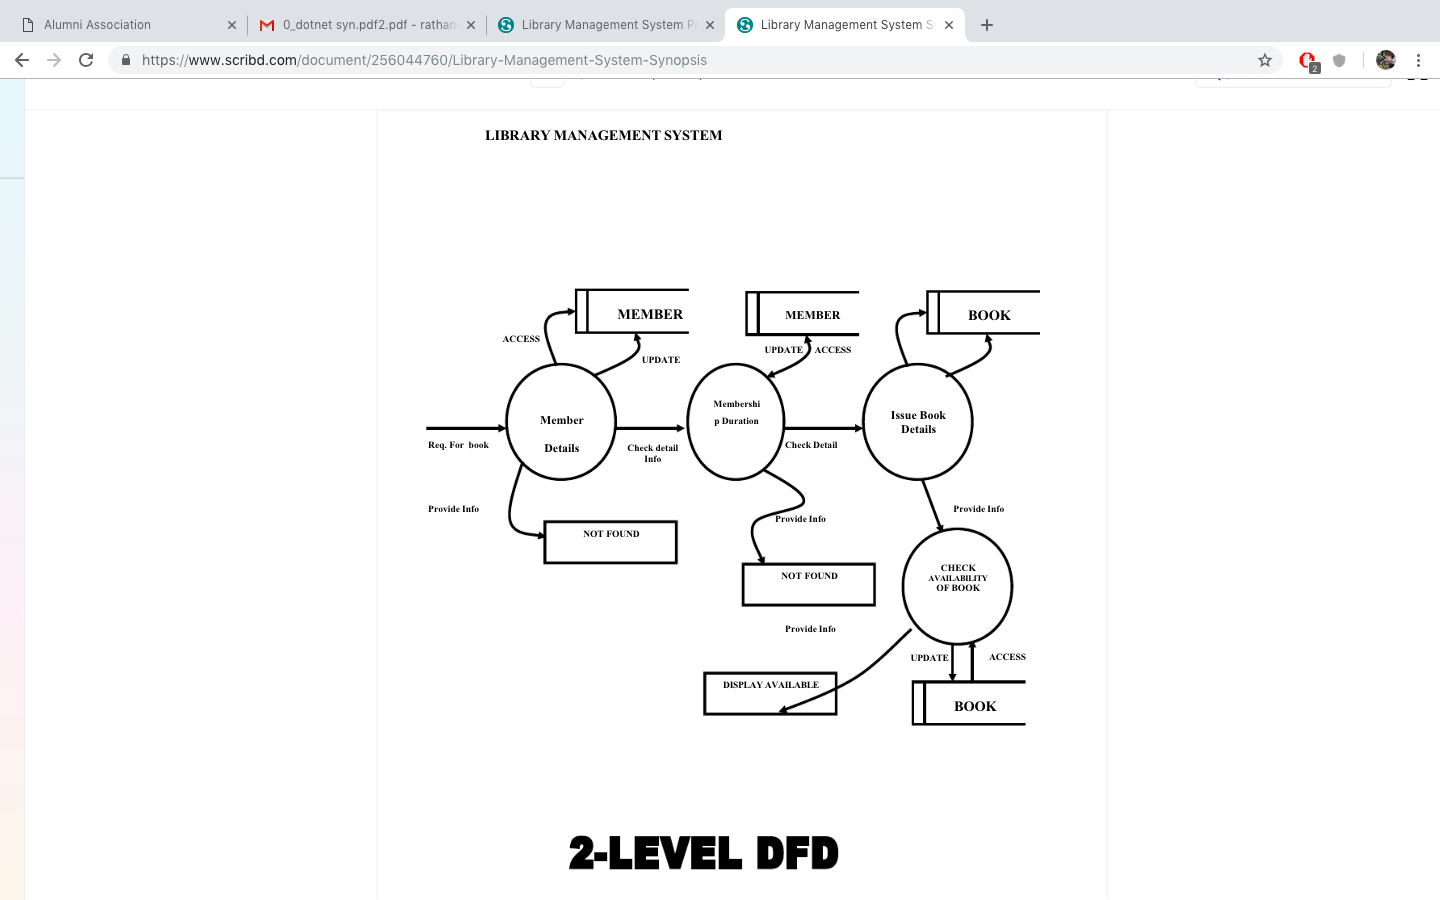 Alumni Association
0_dotnet syn.pdf2.pdf - rathan
Library Management System P
Library Management System S
https://www.scribd.com/document/256044760/Library-Management-System-Synopsis
2
LIBRARY MANAGEMENT SYSTEM
MEMBER
MEMBER
BOOK
ACCESS
UPDATE
UPDATE
ACCESS
Member
Details
Membershi
p Duration
Issue Book
Details
Req. For book
Check detail
Info
Check Detail
Provide Info
Provide Info
Provide Info
NOT FOUND
NOT FOUND
CHECK
AVAILABILITY
OF BOOK
Provide Info
UPDATE
ACCESS
DISPLAY AVAILABLE
BOOK
2-LEVEL DFD